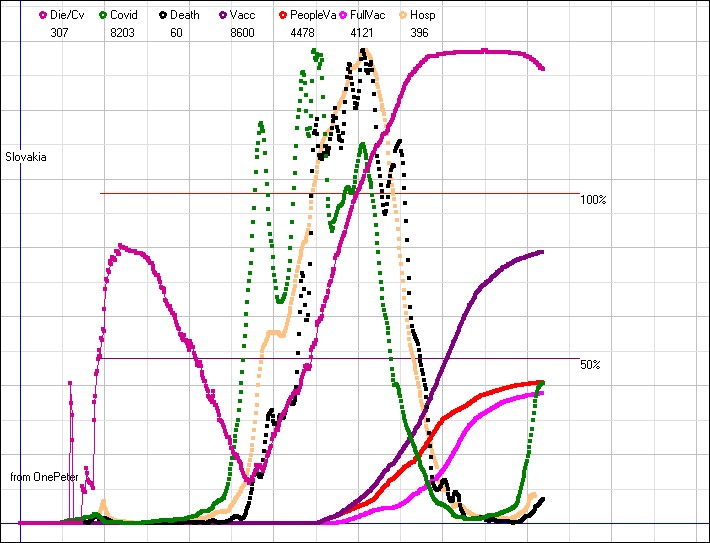 Die/Cv Covid Death Vacc PeopleVa FullVac Hosp
307 8203 60 8600 4478 4121 396
Slovakia
100%
50%
from OnePeter